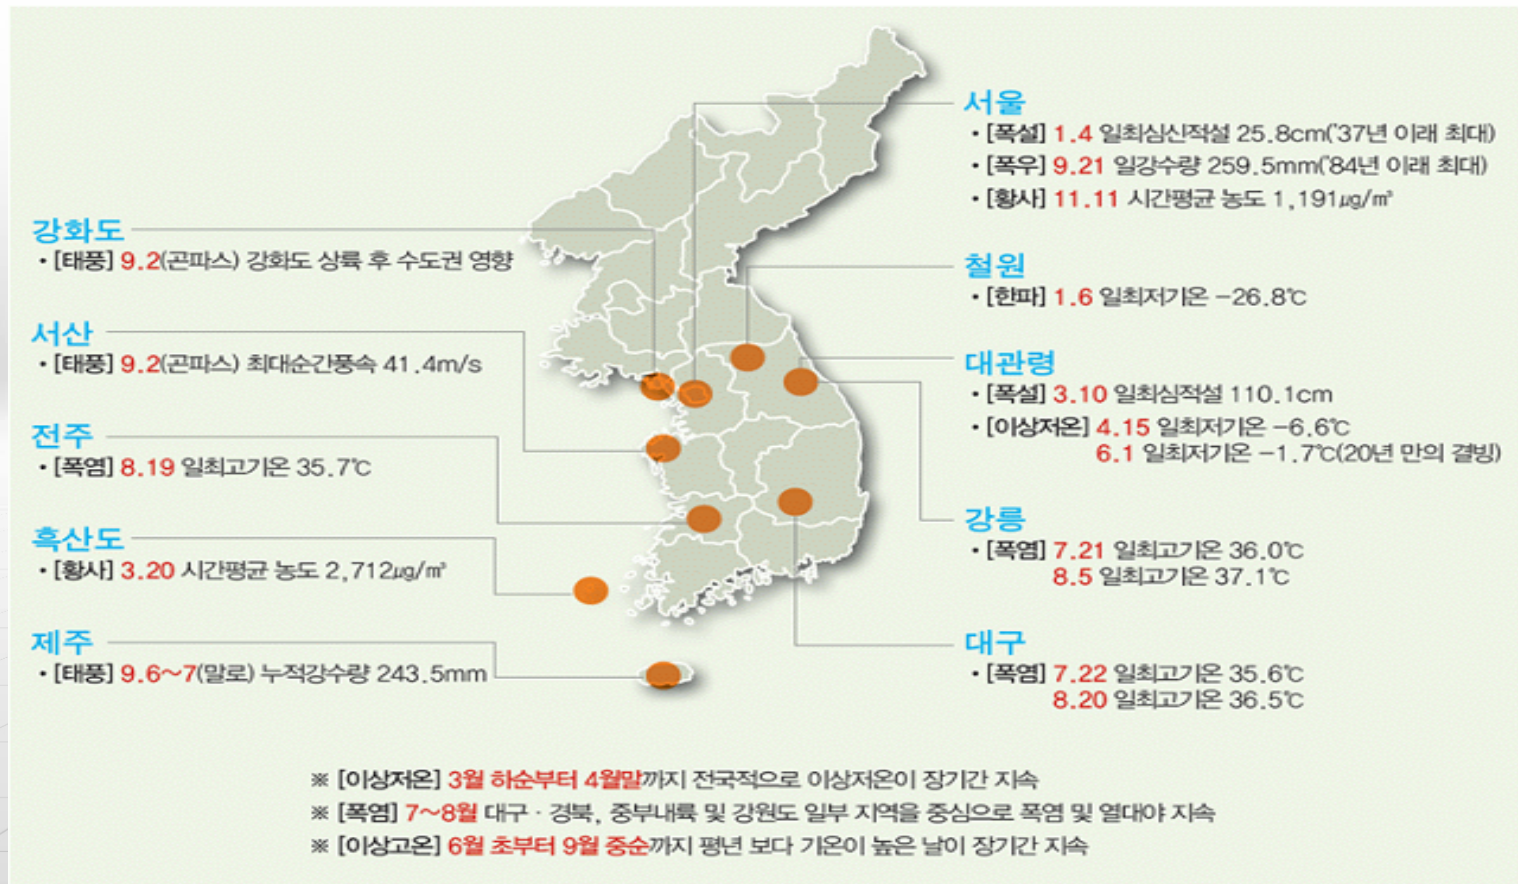 서울
• [폭설] 1.4 일최심신적설 25.8cm('37년 이래 최대)
• [폭우] 9.21 일강수량 259.5mm('84년 이래 최대)
• [황사] 11.11 시간평균 농도 1,191㎍/㎥
강화도
• [태풍] 9.2(곤파스) 강화도 상륙 후 수도권 영향
철원
• [한파] 1.6 일최저기온 -26.8℃
서산
• [태풍] 9.2(곤파스) 최대순간풍속 41.4m/s
대관령
• [폭설] 3.10 일최심적설 110.1cm
• [이상저온] 4.15 일최저기온 -6.6℃
6.1 일최저기온 -1.7℃(20년 만의 결빙)
전주
• [폭염] 8.19 일최고기온 35.7℃
강릉
• [폭염] 7.21 일최고기온 36.0℃
8.5 일최고기온 37.1℃
흑산도
• [황사] 3.20 시간평균 농도 2,712㎍/㎥
제주
• [태풍] 9.6~7(말로) 누적강수량 243.5mm
대구
• [폭염] 7.22 일최고기온 35.6℃
8.20 일최고기온 36.5℃
※ [이상저온] 3월 하순부터 4월말까지 전국적으로 이상저온이 장기간 지속
※ [폭염] 7~8월 대구 · 경북, 중부내륙 및 강원도 일부 지역을 중심으로 폭염 및 열대야 지속
※ [이상고온] 6월 초부터 9월 중순까지 평년 보다 기온이 높은 날이 장기간 지속